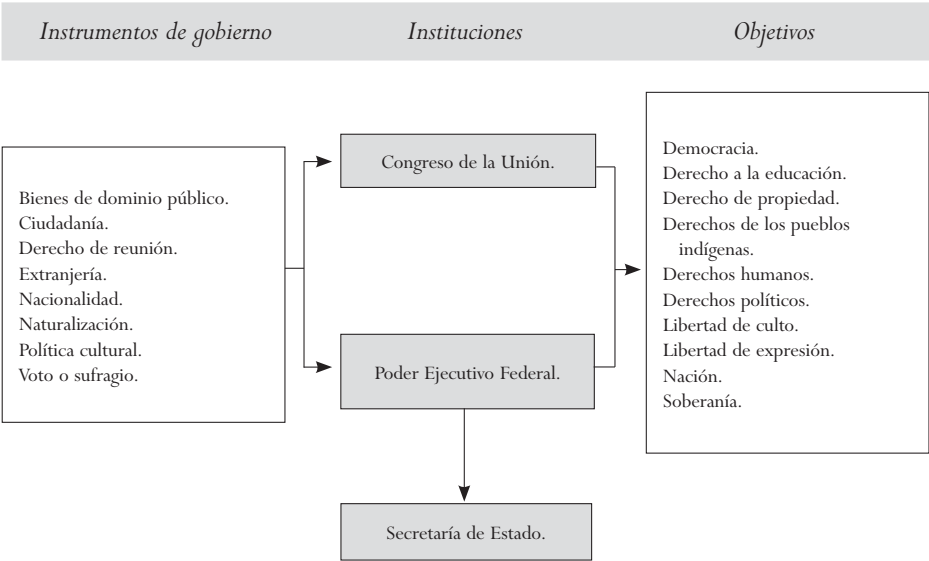 Instrumentos de gobierno
Instituciones
Objetivos
Bienes de dominio público.
Ciudadanía.
Derecho de reunión.
Extranjería.
Nacionalidad.
Naturalización.
Política cultural.
Voto o sufragio.
Congreso de la Unión.
Poder Ejecutivo Federal.
Secretaría de Estado.
Democracia.
Derecho a la educación.
Derecho de propiedad.
Derechos de los pueblos
indígenas.
Derechos humanos.
Derechos políticos.
Libertad de culto.
Libertad de expresión.
Nación.
Soberanía.